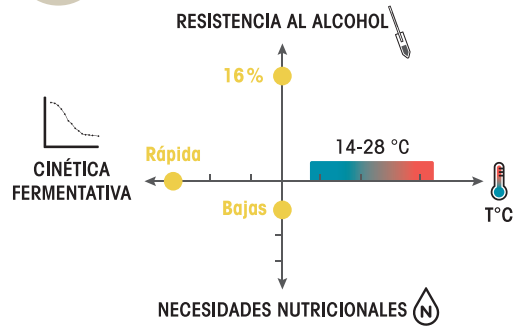 RESISTENCIA AL ALCOHOL
16%
14-28 °C
Rápida
CINÉTICA
FERMENTATIVA
Bajas
T°C
NECESIDADES NUTRICIONALES N